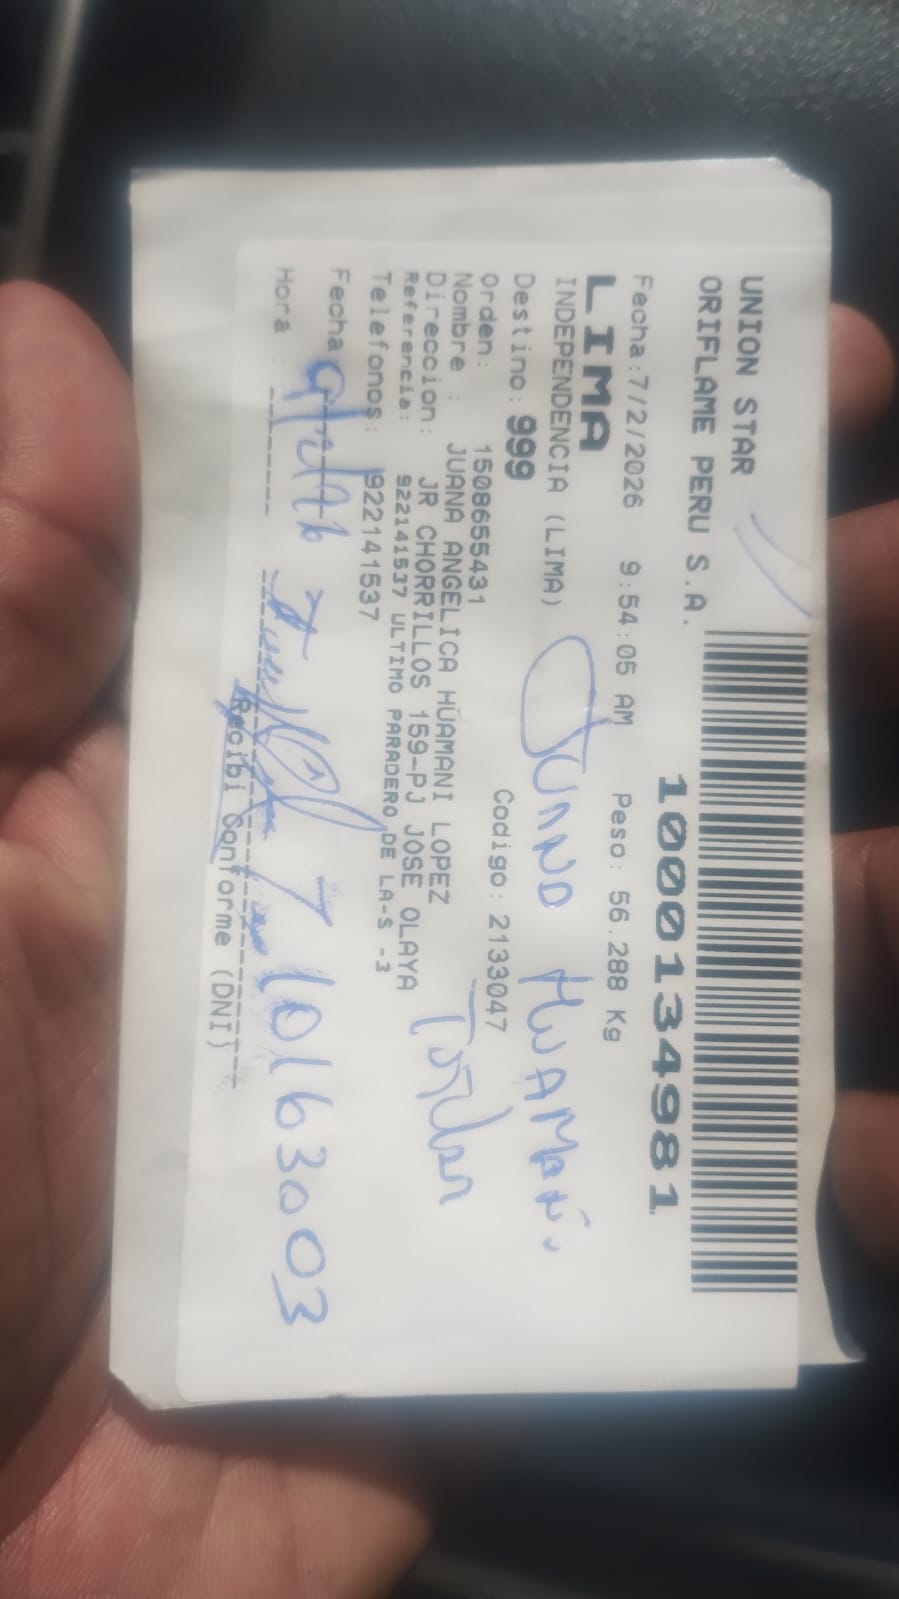 UNION STAR
ORIFLAME PERU S.A.
1000134981
Fecha:7/2/2026 9:54:05 AM Peso: 56.288 Kg
LIMA
INDEPENDENCIA (LIMA)
Juana Huamani
Destino: 999
Orden: 1508655431 Codigo: 2133047
Nombre : JUANA ANGELICA HUAMANI LOPEZ
Direccion: JR CHORRILLOS 159-PJ JOSE OLAYA
Referencia: 922141537 ULTIMO PARADERO DE LA-S -3
Telefonos: 922141537
Titular
Fecha:
10163003
Hora :
Recibi Conforme (DNI)